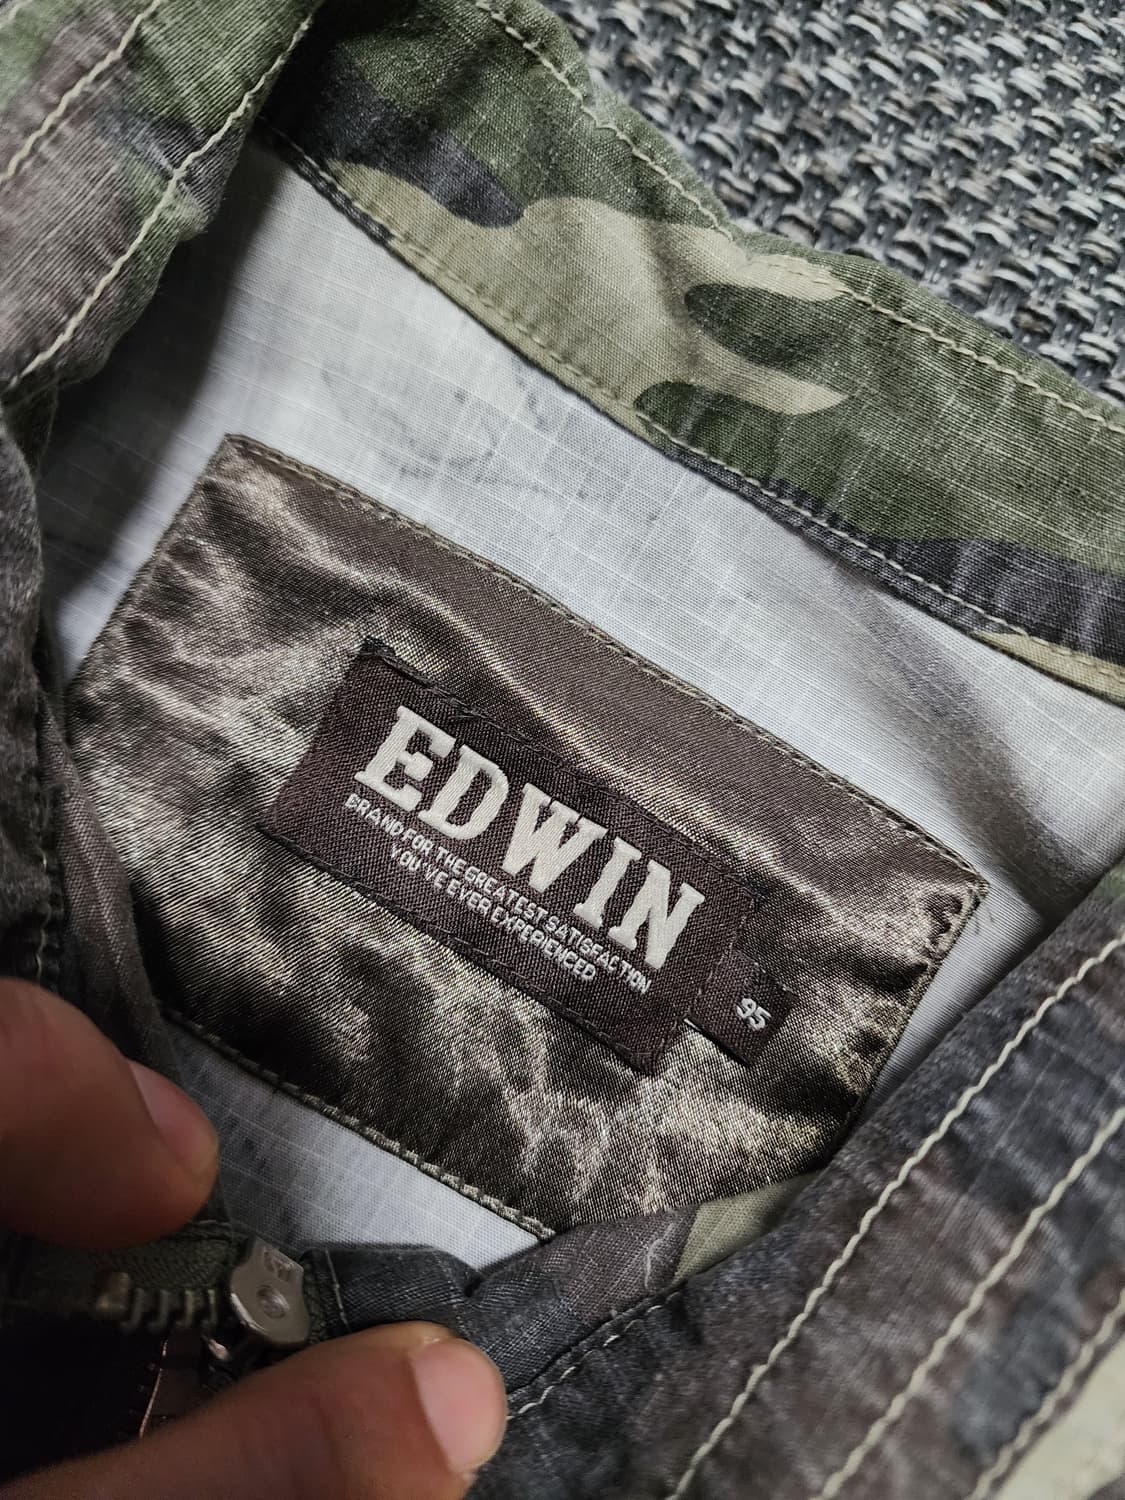 EDWIN
BRAND FOR THE GREATEST SATISFACTION
YOU'VE EVER EXPERIENCED
95